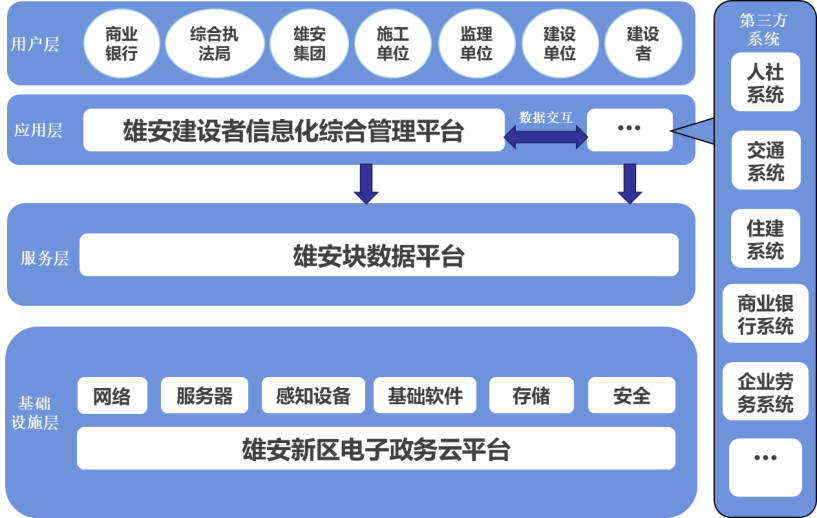 用户层
商业
银行
综合执
法局
雄安
集团
施工
单位
监理
单位
建设
单位
建设
者
应用层
雄安建设者信息化综合管理平台
数据交互
...
服务层
雄安块数据平台
基础
设施层
网络
服务器
感知设备
基础软件
存储
安全
雄安新区电子政务云平台
第三方
系统
人社
系统
交通
系统
住建
系统
商业银
行系统
企业劳
务系统
...